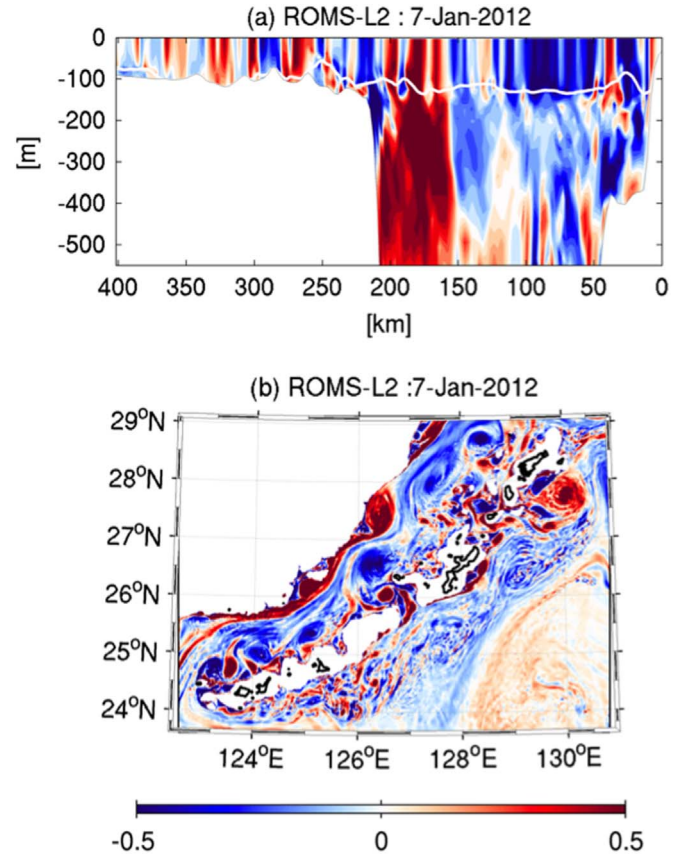 (a) ROMS-L2 : 7-Jan-2012
0
-100
-200
-300
-400
-500
[m]
400 350 300 250 200 150 100 50 0
[km]
(b) ROMS-L2 :7-Jan-2012
29°N
28°N
27°N
26°N
25°N
24°N
124°E 126°E 128°E 130°E
-0.5 0 0.5